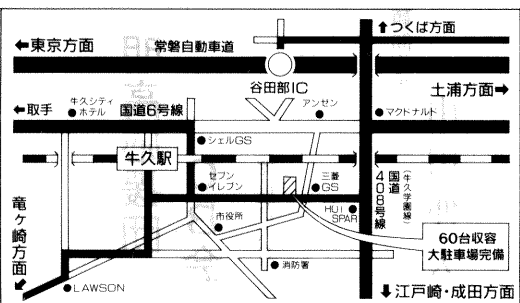 ↑つくば方面
←東京方面
常磐自動車道
谷田部IC
土浦方面→
←取手
牛久シティ
ホテル
国道6号線
アンセン
マクドナルド
シェルGS
牛久駅
セブン
イレブン
三菱
GS
国道408号線
(牛久学園線)
竜ヶ崎方面
市役所
HOT
SPAR
60台収容
大駐車場完備
消防署
LAWSON
↓江戸崎・成田方面